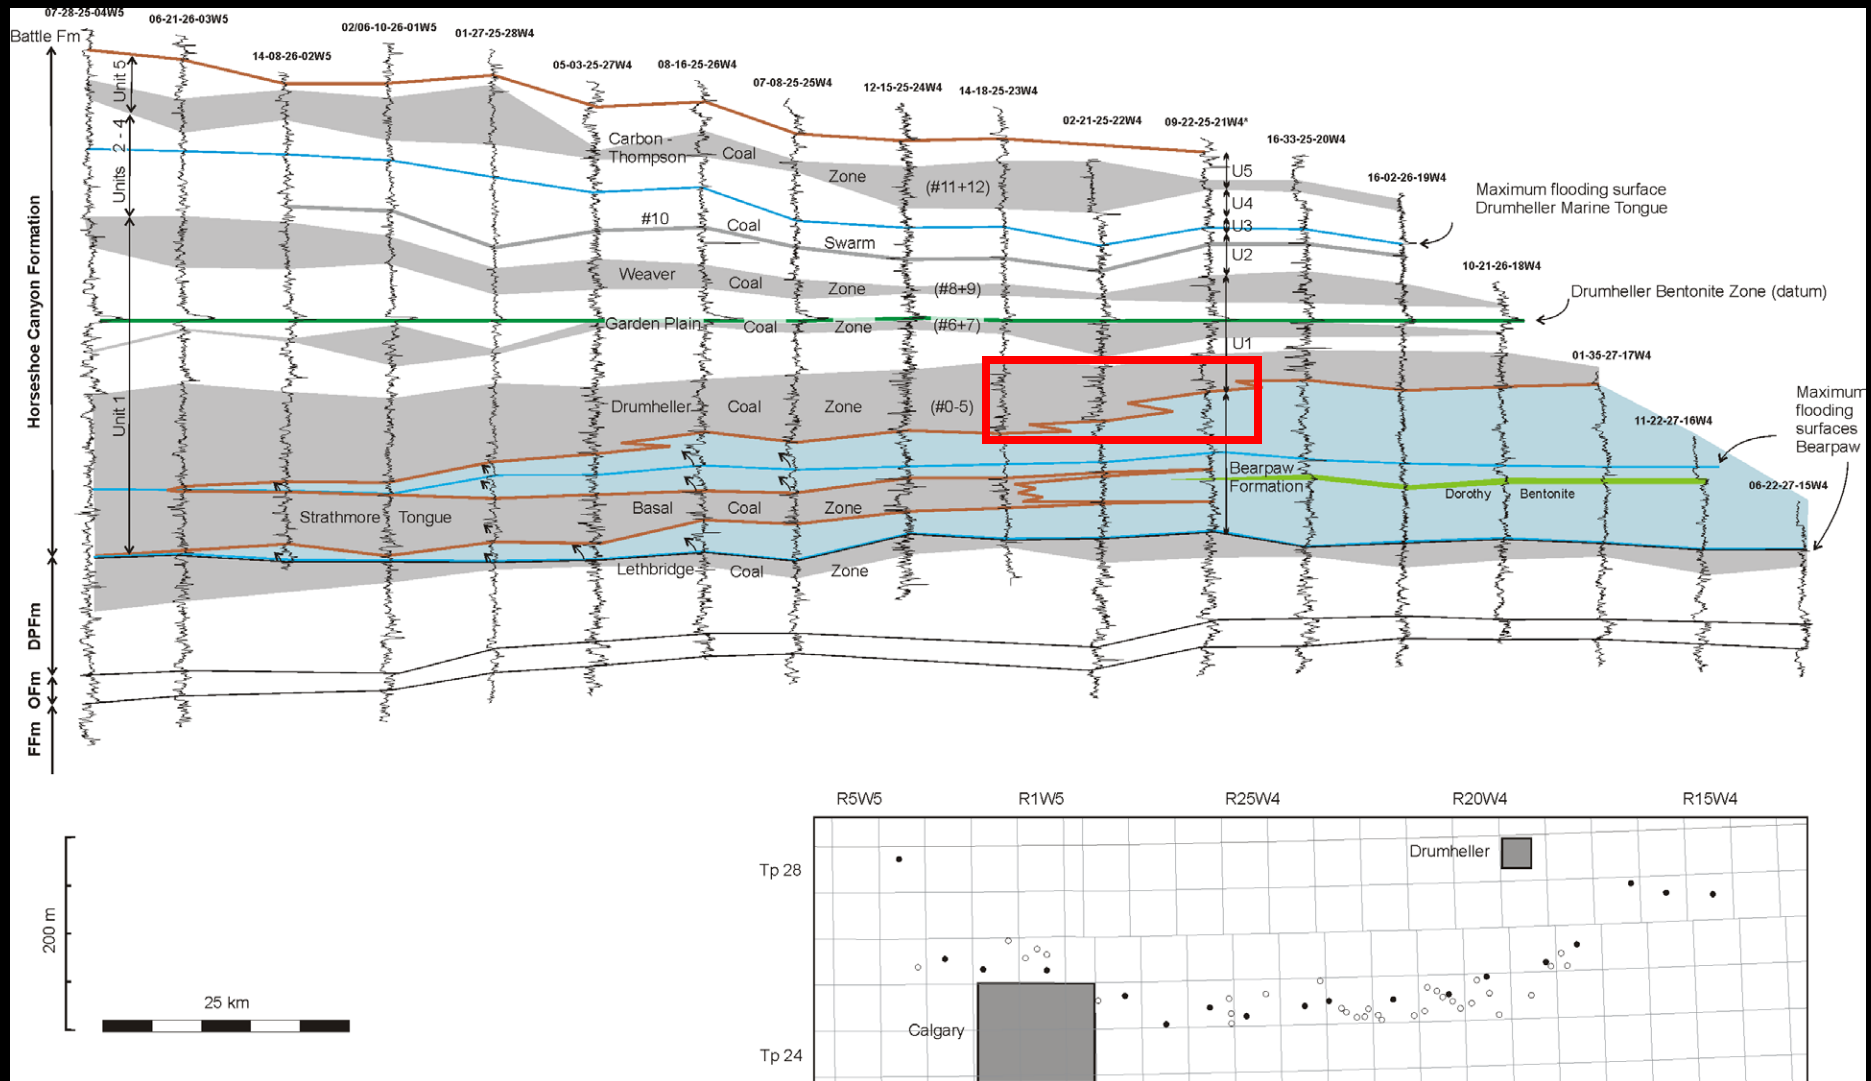 07-28-25-04W5
06-21-26-03W5
14-08-26-02W5
02/06-10-26-01W5
01-27-25-28W4
05-03-25-27W4
08-16-25-26W4
07-08-25-25W4
12-15-25-24W4
14-18-25-23W4
02-21-25-22W4
09-22-25-21W4*
16-33-25-20W4
16-02-26-19W4
10-21-26-18W4
01-35-27-17W4
11-22-27-16W4
06-22-27-15W4
Battle Fm
Horseshoe Canyon Formation
DPFm
OFm
FFm
Unit 5
Units 2 - 4
Unit 1
Carbon -
Thompson
Coal
Zone
(#11+12)
#10
Coal
Swarm
Weaver
Coal
Zone
(#8+9)
Garden Plain
Coal
Zone
(#6+7)
Drumheller
Coal
Zone
(#0-5)
Strathmore Tongue
Basal
Coal
Zone
Lethbridge
Coal
Zone
U5
U4
U3
U2
U1
Bearpaw
Formation
Dorothy Bentonite
Maximum flooding surface
Drumheller Marine Tongue
Drumheller Bentonite Zone (datum)
Maximum
flooding
surfaces
Bearpaw
200 m
25 km
R5W5
R1W5
R25W4
R20W4
R15W4
Tp 28
Tp 24
Drumheller
Calgary